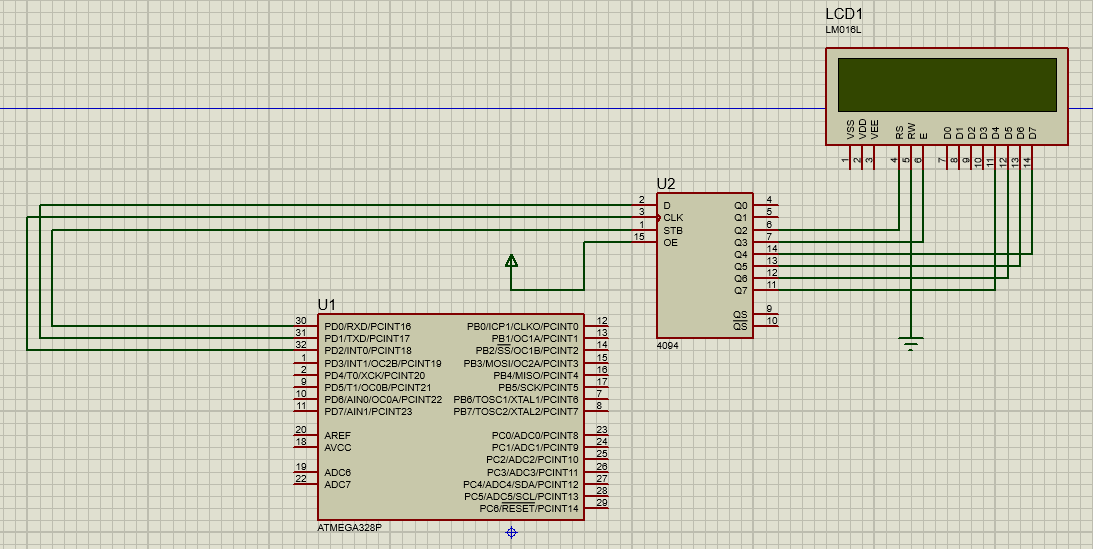 LCD1
LM016L
VSS
VDD
VEE
RS
RW
E
D0
D1
D2
D3
D4
D5
D6
D7
1
2
3
4
5
6
7
8
9
10
11
12
13
14
U2
2 D Q0 4
3 CLK Q1 5
1 STB Q2 6
15 OE Q3 7
Q4 14
Q5 13
Q6 12
Q7 11
QS 9
QS 10
4094
U1
30 PD0/RXD/PCINT16 PB0/ICP1/CLKO/PCINT0 12
31 PD1/TXD/PCINT17 PB1/OC1A/PCINT1 13
32 PD2/INT0/PCINT18 PB2/SS/OC1B/PCINT2 14
1 PD3/INT1/OC2B/PCINT19 PB3/MOSI/OC2A/PCINT3 15
2 PD4/T0/XCK/PCINT20 PB4/MISO/PCINT4 16
9 PD5/T1/OC0B/PCINT21 PB5/SCK/PCINT5 17
10 PD6/AIN0/OC0A/PCINT22 PB6/TOSC1/XTAL1/PCINT6 7
11 PD7/AIN1/PCINT23 PB7/TOSC2/XTAL2/PCINT7 8
20 AREF PC0/ADC0/PCINT8 23
18 AVCC PC1/ADC1/PCINT9 24
PC2/ADC2/PCINT10 25
19 ADC6 PC3/ADC3/PCINT11 26
22 ADC7 PC4/ADC4/SDA/PCINT12 27
PC5/ADC5/SCL/PCINT13 28
PC6/RESET/PCINT14 29
ATMEGA328P